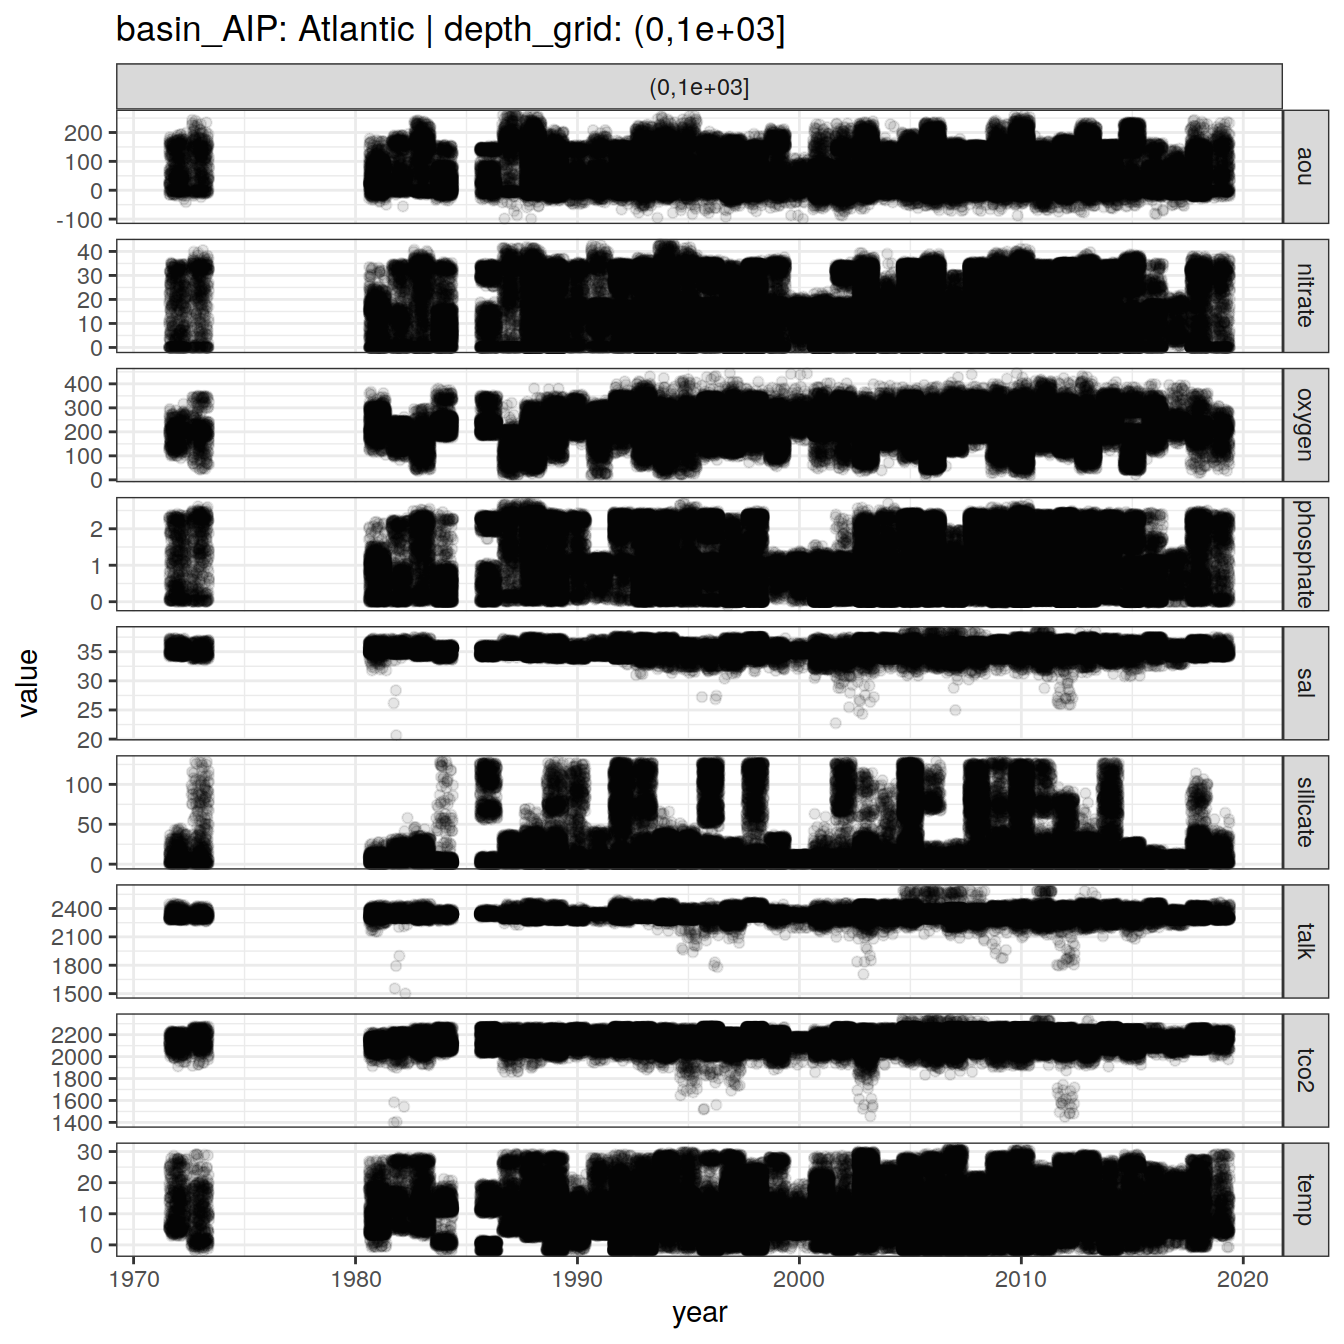 basin_AIP: Atlantic | depth_grid: (0,1e+03]
(0,1e+03]
200
100
0
-100
aou
40
30
20
10
0
nitrate
400
300
200
100
0
oxygen
2
1
0
phosphate
35
30
25
20
sal
100
50
0
silicate
2400
2100
1800
1500
talk
2200
2000
1800
1600
1400
tco2
30
20
10
0
temp
value
1970 1980 1990 2000 2010 2020
year